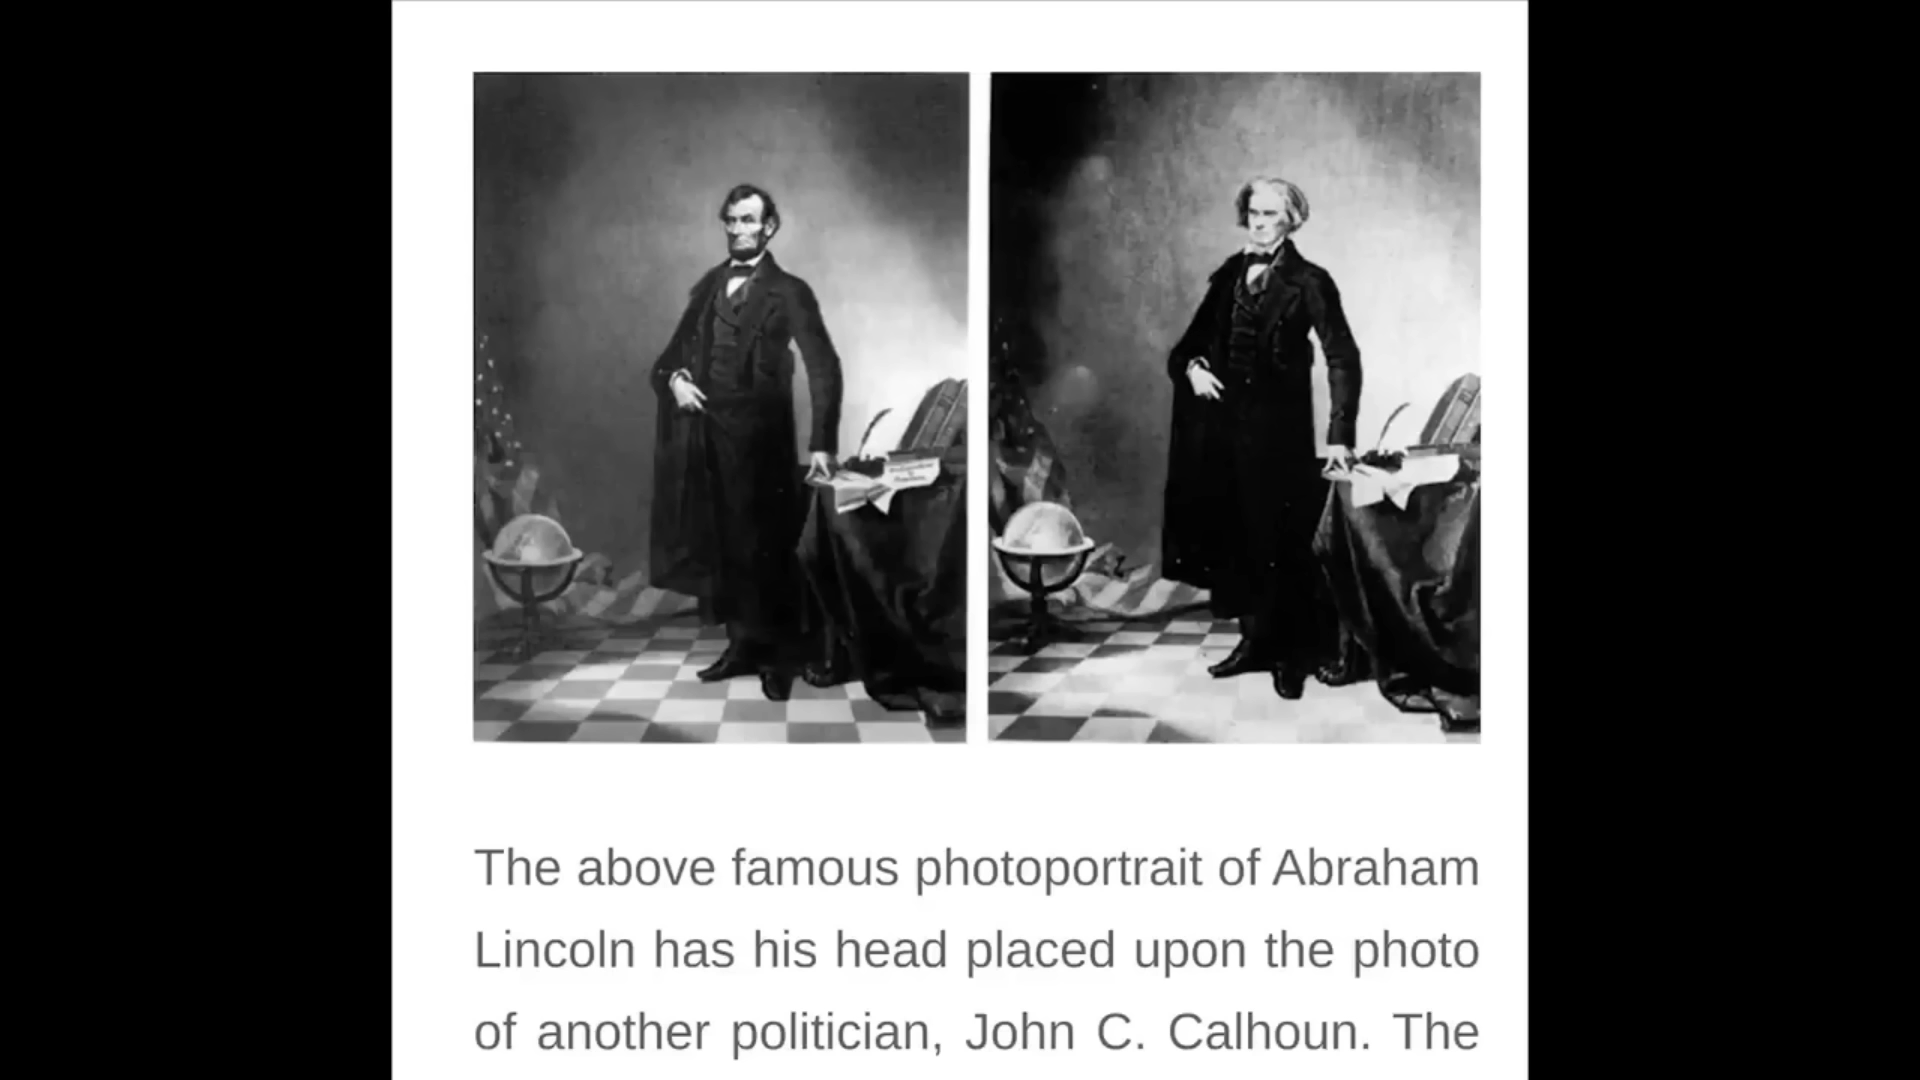 The above famous photoportrait of Abraham
Lincoln has his head placed upon the photo
of another politician, John C. Calhoun. The